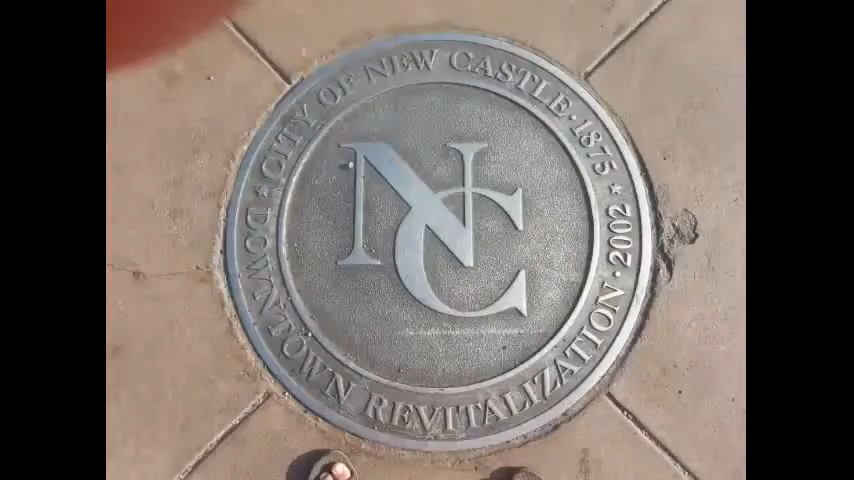 CITY OF NEW CASTLE · 1875
NC
DOWNTOWN REVITALIZATION · 2002